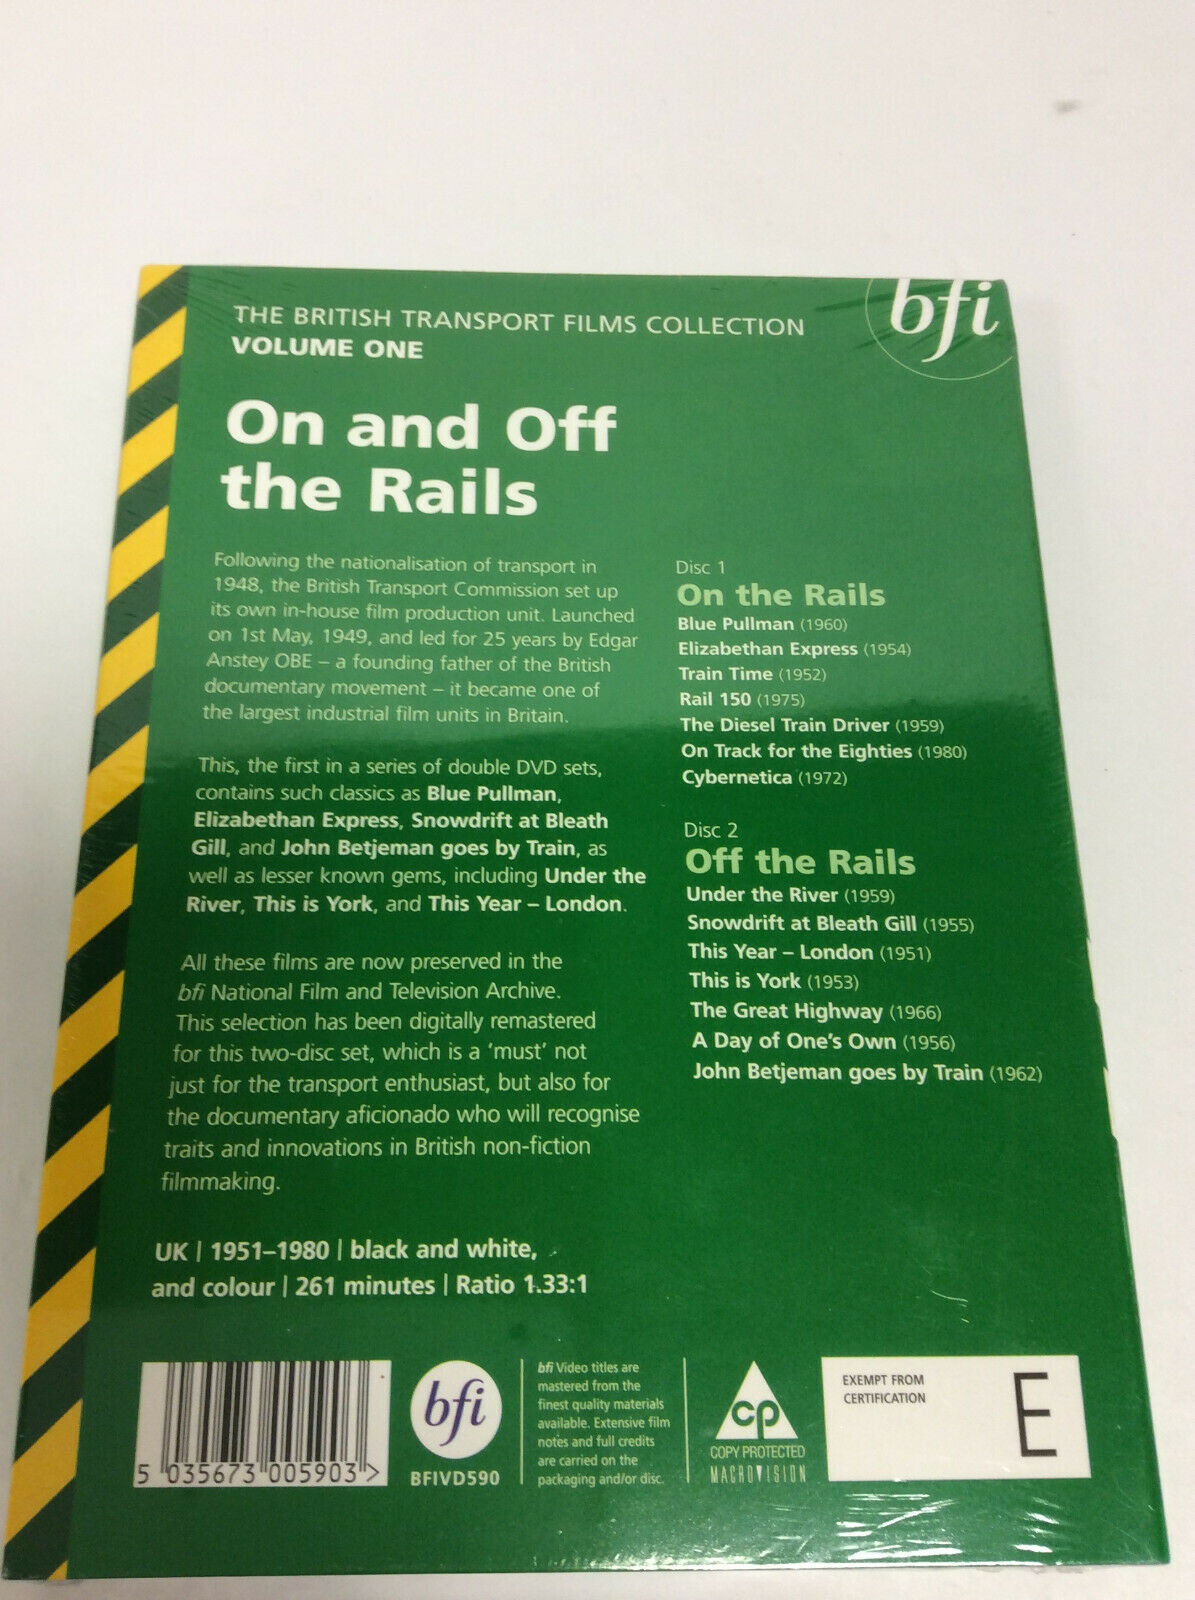 THE BRITISH TRANSPORT FILMS COLLECTION
VOLUME ONE
bfi
On and Off
the Rails
Following the nationalisation of transport in
1948, the British Transport Commission set up
its own in-house film production unit. Launched
on 1st May, 1949, and led for 25 years by Edgar
Anstey OBE – a founding father of the British
documentary movement – it became one of
the largest industrial film units in Britain.
This, the first in a series of double DVD sets,
contains such classics as Blue Pullman,
Elizabethan Express, Snowdrift at Bleath
Gill, and John Betjeman goes by Train, as
well as lesser known gems, including Under the
River, This is York, and This Year – London.
All these films are now preserved in the
bfi National Film and Television Archive.
This selection has been digitally remastered
for this two-disc set, which is a ‘must’ not
just for the transport enthusiast, but also for
the documentary aficionado who will recognise
traits and innovations in British non-fiction
filmmaking.
UK | 1951–1980 | black and white,
and colour | 261 minutes | Ratio 1.33:1
Disc 1
On the Rails
Blue Pullman (1960)
Elizabethan Express (1954)
Train Time (1952)
Rail 150 (1975)
The Diesel Train Driver (1959)
On Track for the Eighties (1980)
Cybernetica (1972)
Disc 2
Off the Rails
Under the River (1959)
Snowdrift at Bleath Gill (1955)
This Year – London (1951)
This is York (1953)
The Great Highway (1966)
A Day of One’s Own (1956)
John Betjeman goes by Train (1962)
5 035673 005903 >
bfi
BFIVD590
bfi Video titles are
mastered from the
finest quality materials
available. Extensive film
notes and full credits
are carried on the
packaging and/or disc.
cp
COPY PROTECTED
MACROVISION
EXEMPT FROM
CERTIFICATION
E